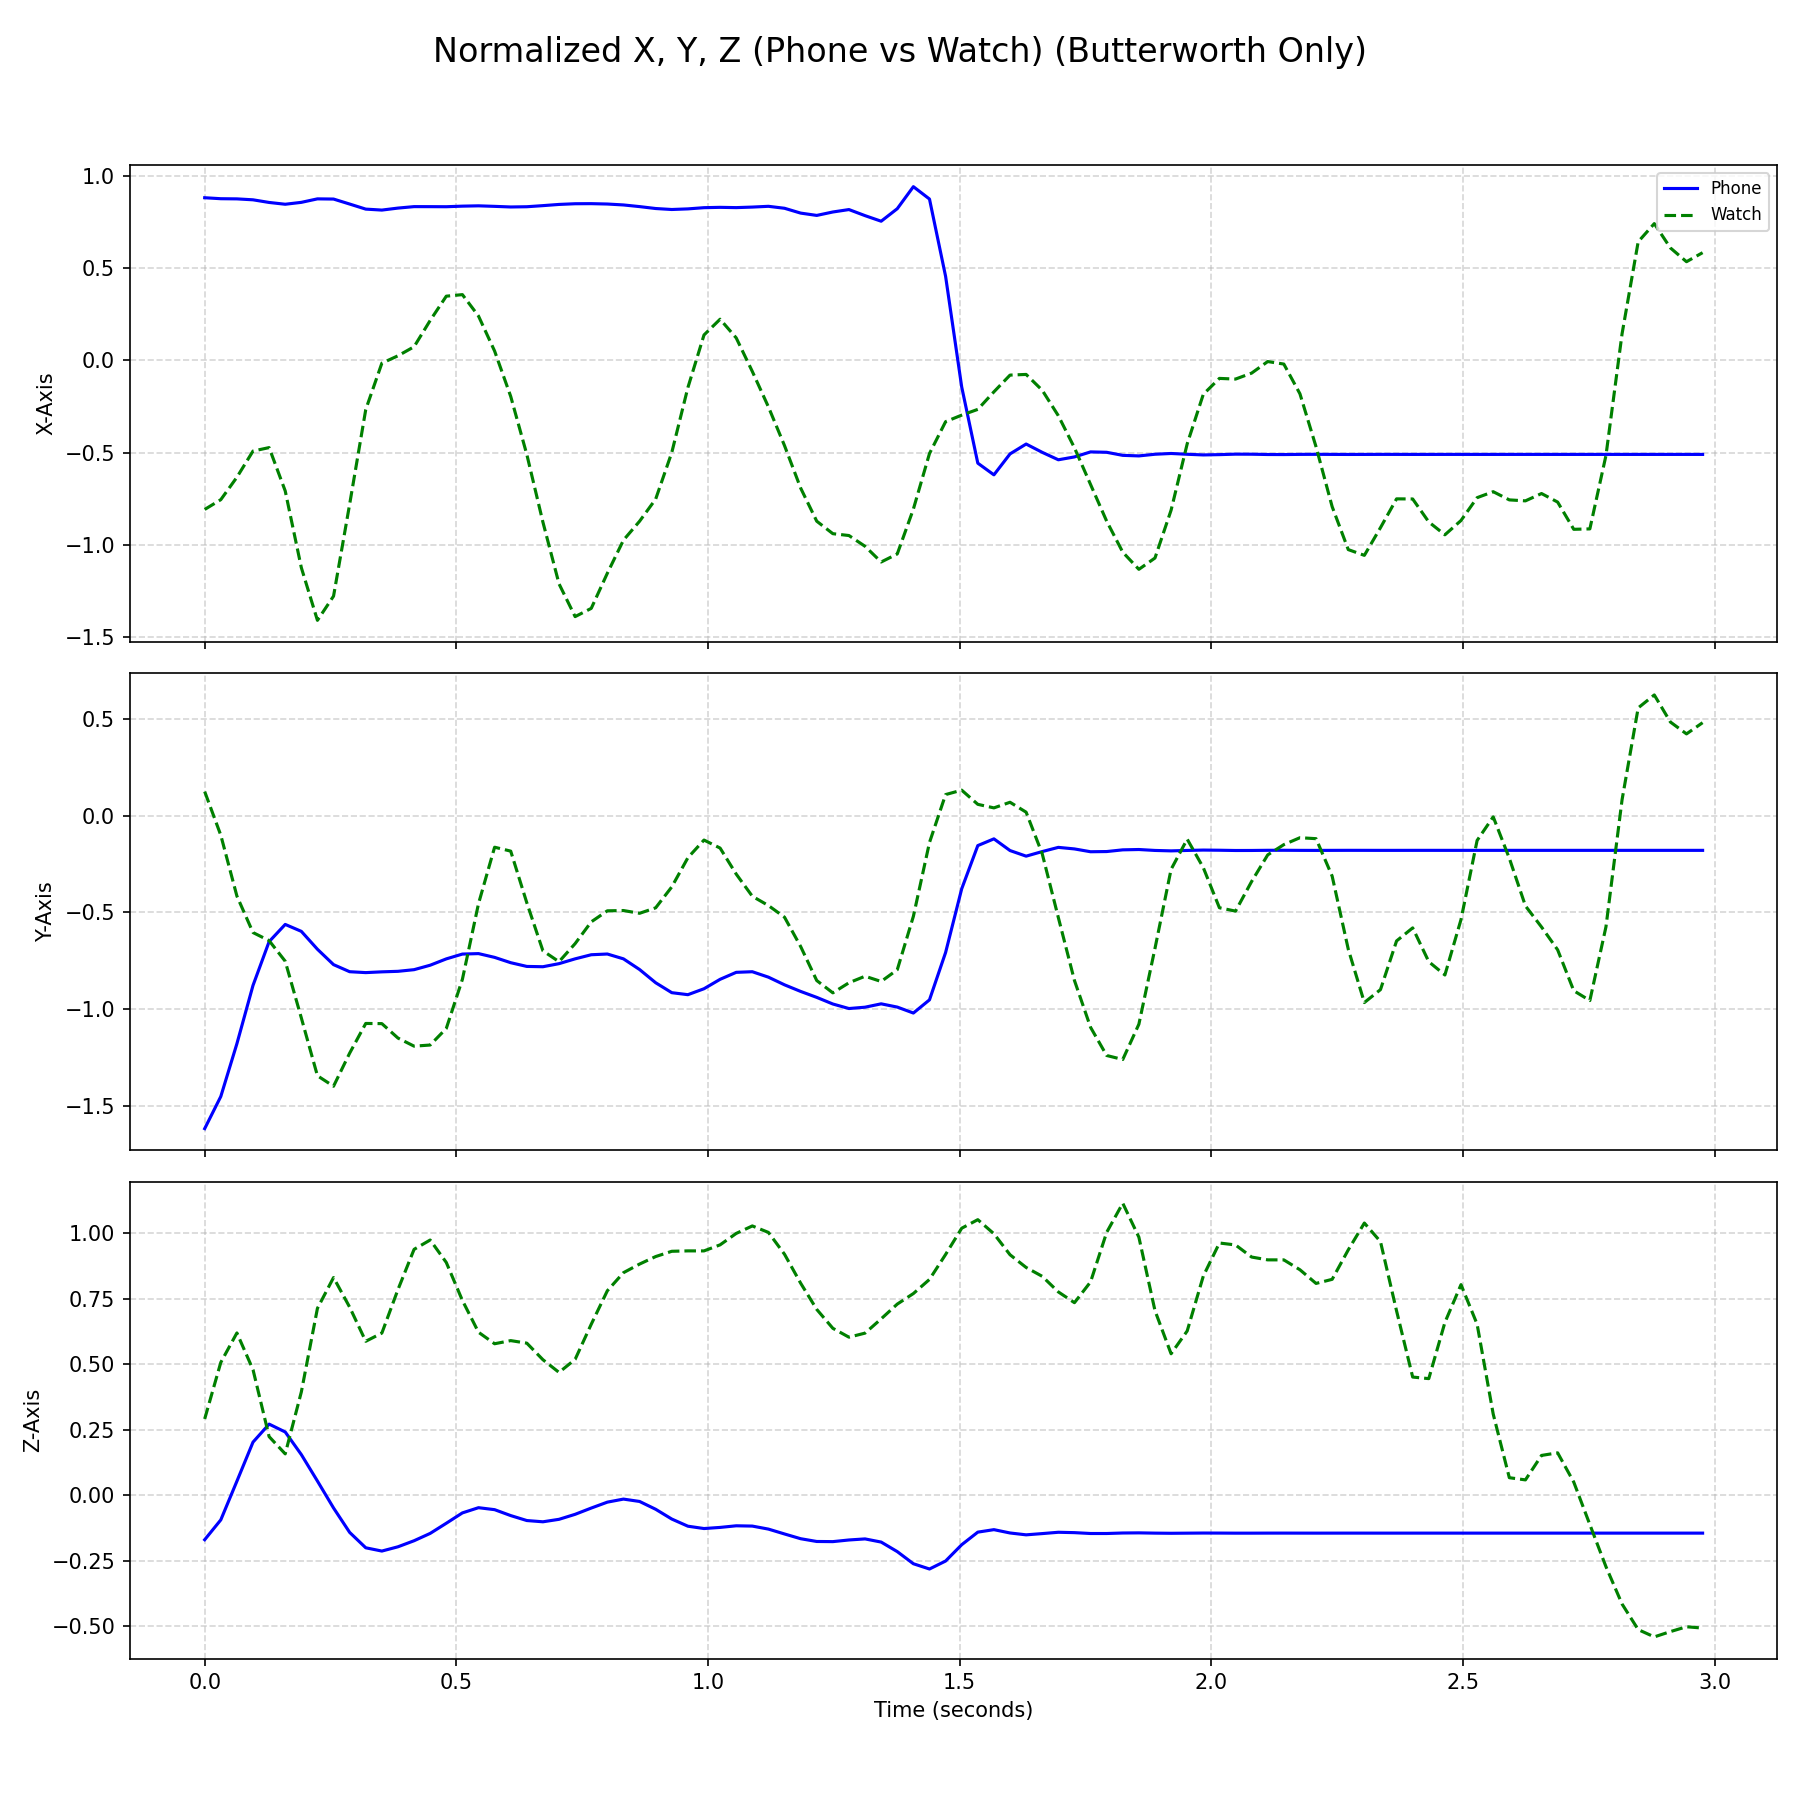 Normalized X, Y, Z (Phone vs Watch) (Butterworth Only)
Phone
Watch
1.0
0.5
0.0
−0.5
−1.0
−1.5
X-Axis
0.5
0.0
−0.5
−1.0
−1.5
Y-Axis
1.00
0.75
0.50
0.25
0.00
−0.25
−0.50
Z-Axis
0.0 0.5 1.0 1.5 2.0 2.5 3.0
Time (seconds)